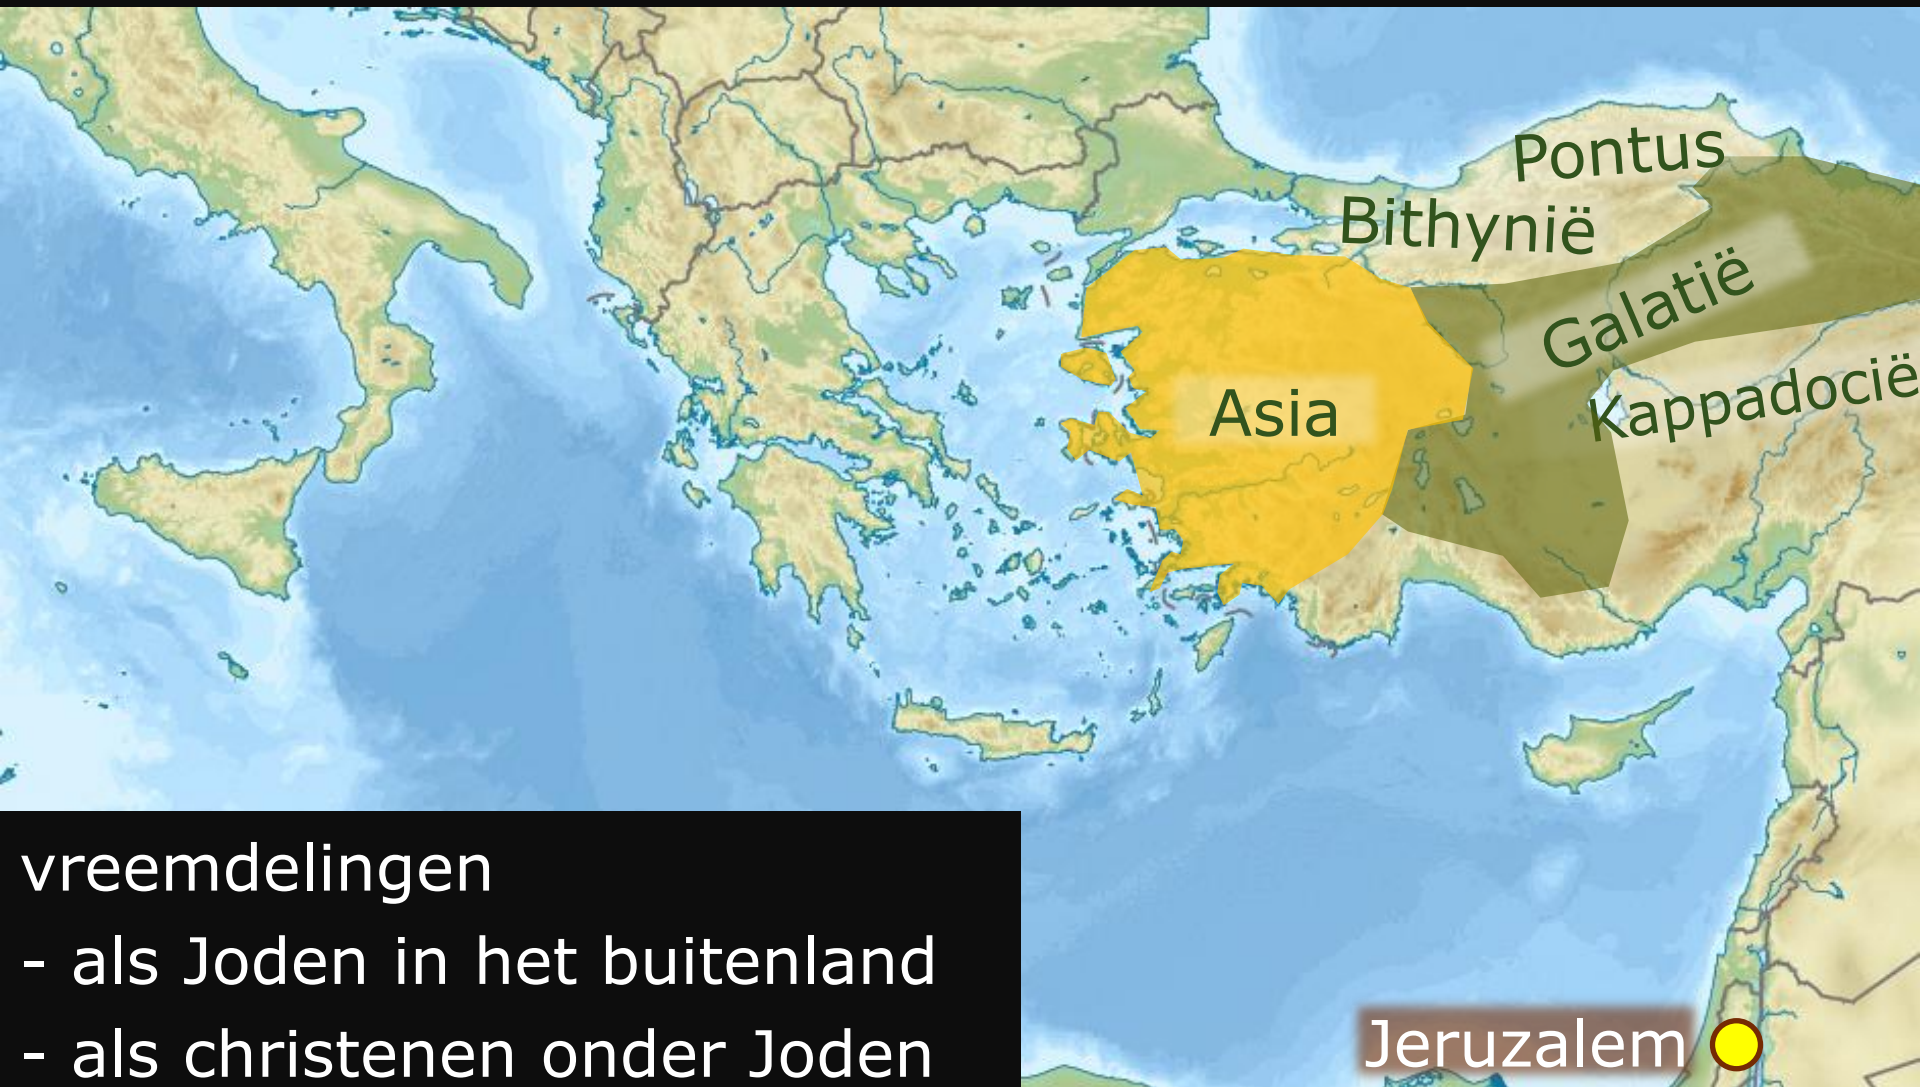 Pontus
Bithynië
Galatië
Kappadocië
Asia
vreemdelingen
- als Joden in het buitenland
- als christenen onder Joden
Jeruzalem